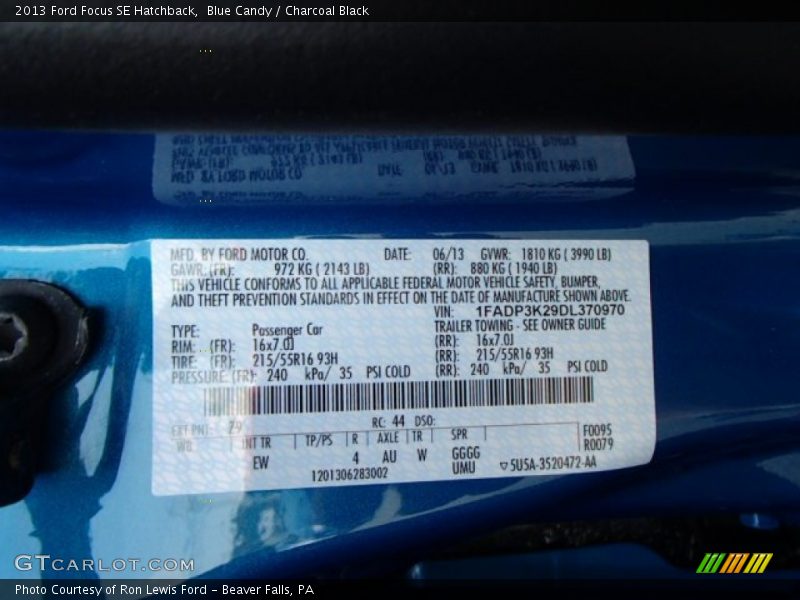 2013 Ford Focus SE Hatchback,  Blue Candy / Charcoal Black
MFD. BY FORD MOTOR CO. DATE: 06/13 GVWR: 1810 KG ( 3990 LB)
GAWR: (FR): 972 KG ( 2143 LB) (RR): 880 KG ( 1940 LB)
THIS VEHICLE CONFORMS TO ALL APPLICABLE FEDERAL MOTOR VEHICLE SAFETY, BUMPER,
AND THEFT PREVENTION STANDARDS IN EFFECT ON THE DATE OF MANUFACTURE SHOWN ABOVE.
VIN: 1FADP3K29DL370970
TYPE: Passenger Car TRAILER TOWING - SEE OWNER GUIDE
RIM: (FR): 16x7.0J (RR): 16x7.0J
TIRE: (FR): 215/55R16 93H (RR): 215/55R16 93H
PRESSURE: (FR): 240 kPa/ 35 PSI COLD (RR): 240 kPa/ 35 PSI COLD
EXT PNT: Z9 RC: 44 DSO: F0095
WB INT TR TP/PS R AXLE TR SPR R0079
EW 4 AU W GGGG
1201306283002 UMU ▽5U5A-3520472-AA
GTCARLOT.COM
Photo Courtesy of Ron Lewis Ford - Beaver Falls, PA